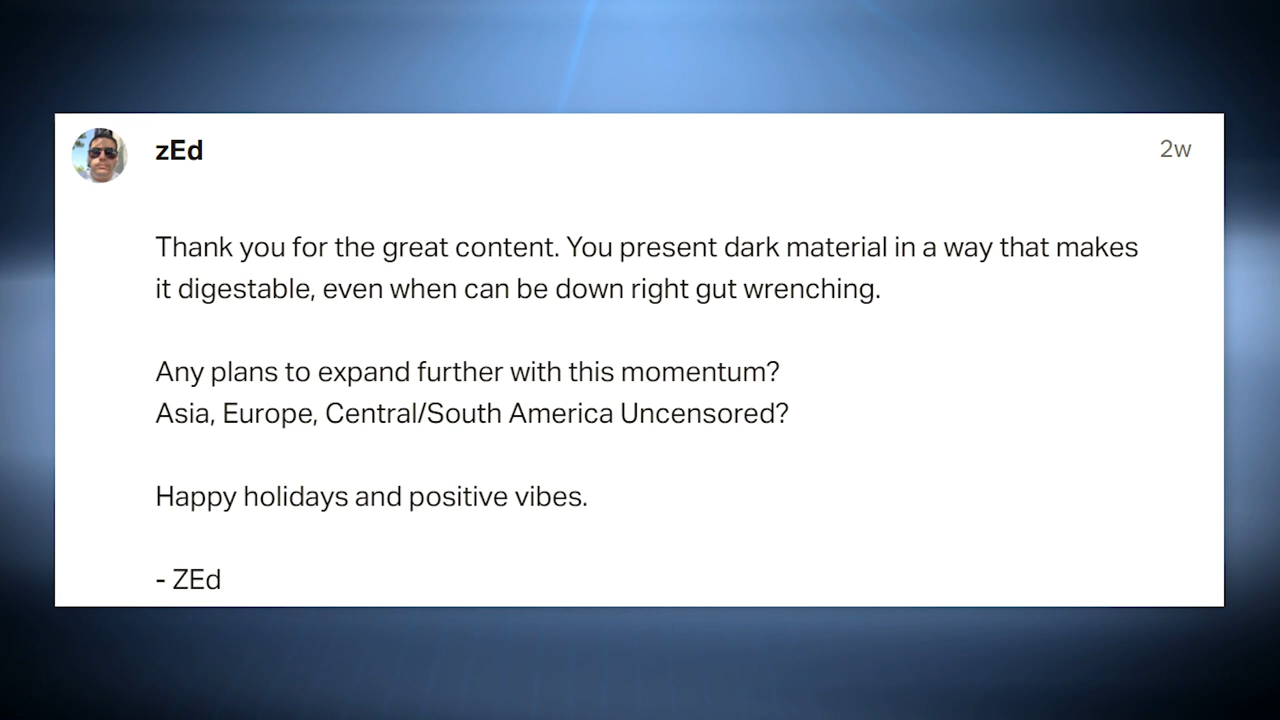 zEd
2w
Thank you for the great content. You present dark material in a way that makes
it digestable, even when can be down right gut wrenching.
Any plans to expand further with this momentum?
Asia, Europe, Central/South America Uncensored?
Happy holidays and positive vibes.
- ZEd